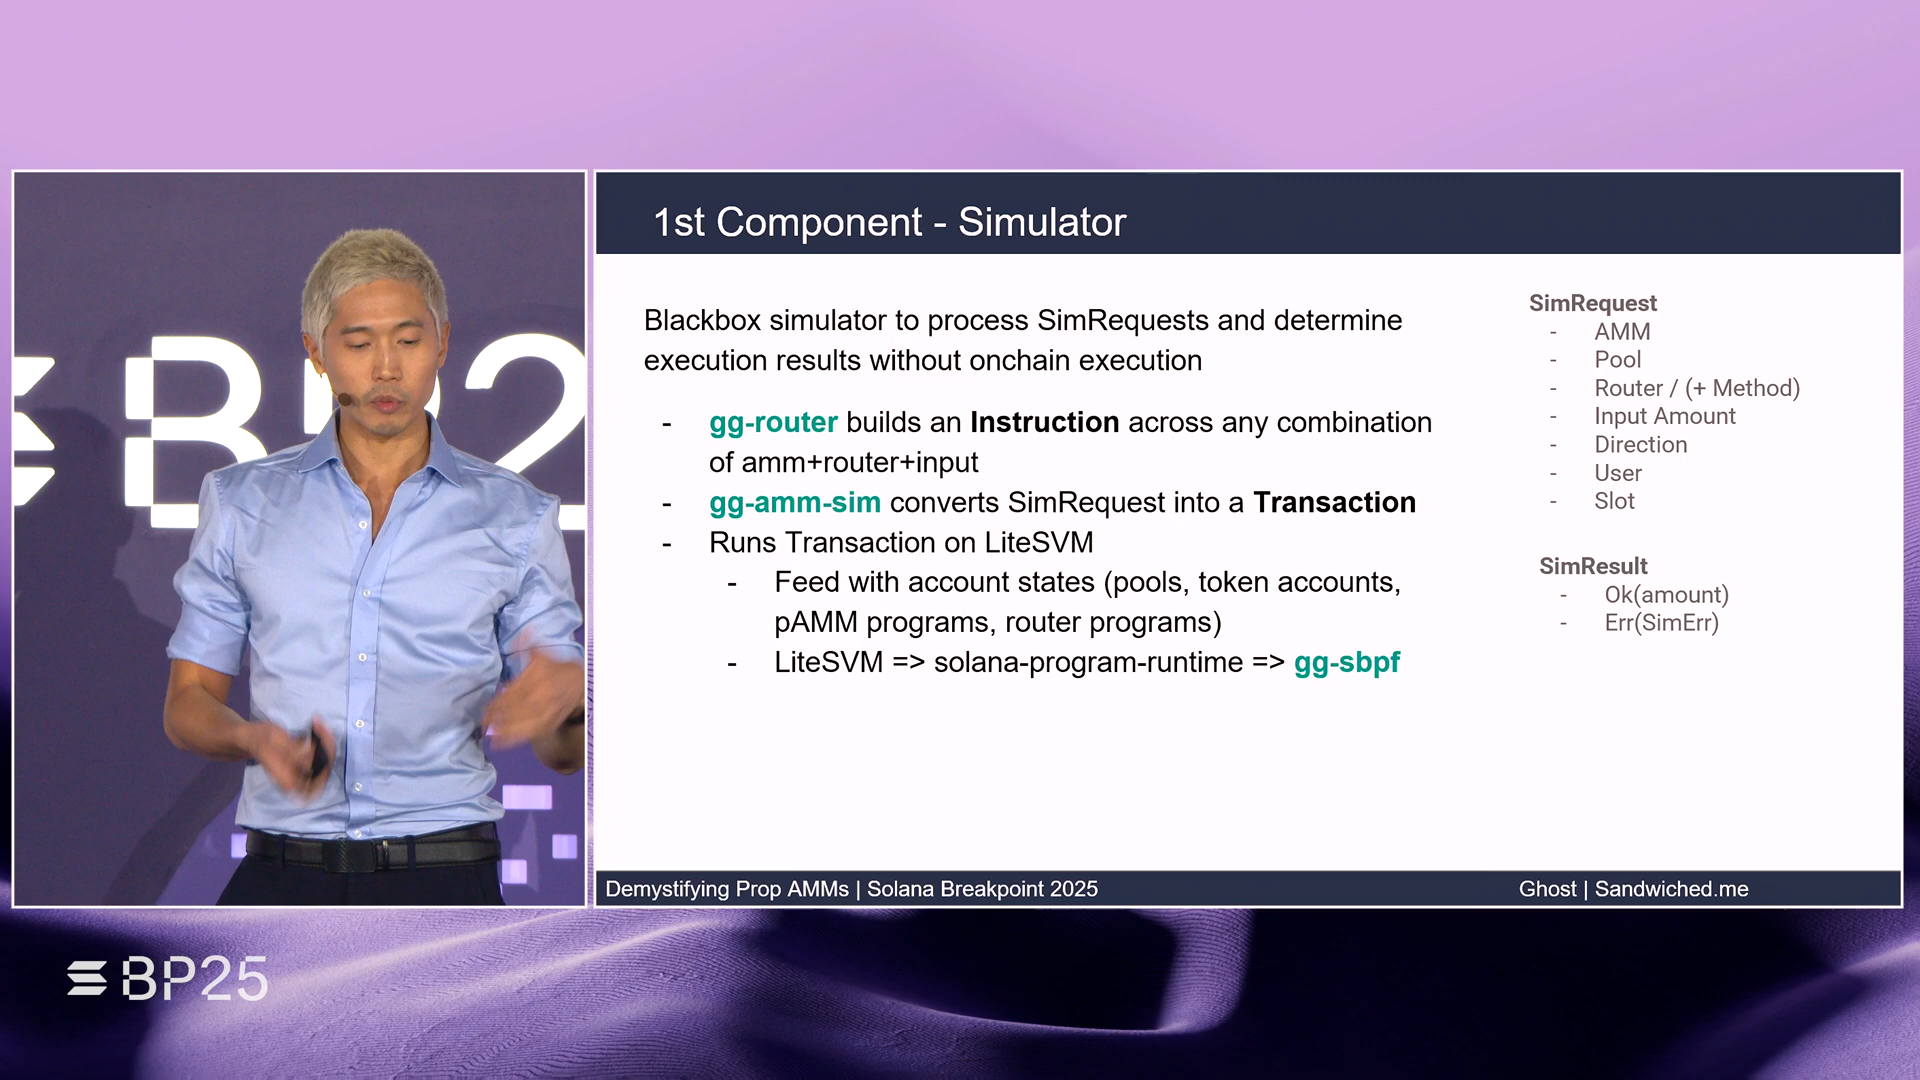 BP2
1st Component - Simulator
Blackbox simulator to process SimRequests and determine
execution results without onchain execution
- gg-router builds an Instruction across any combination
of amm+router+input
- gg-amm-sim converts SimRequest into a Transaction
- Runs Transaction on LiteSVM
- Feed with account states (pools, token accounts,
pAMM programs, router programs)
- LiteSVM => solana-program-runtime => gg-sbpf
SimRequest
- AMM
- Pool
- Router / (+ Method)
- Input Amount
- Direction
- User
- Slot
SimResult
- Ok(amount)
- Err(SimErr)
Demystifying Prop AMMs | Solana Breakpoint 2025
Ghost | Sandwiched.me
BP25